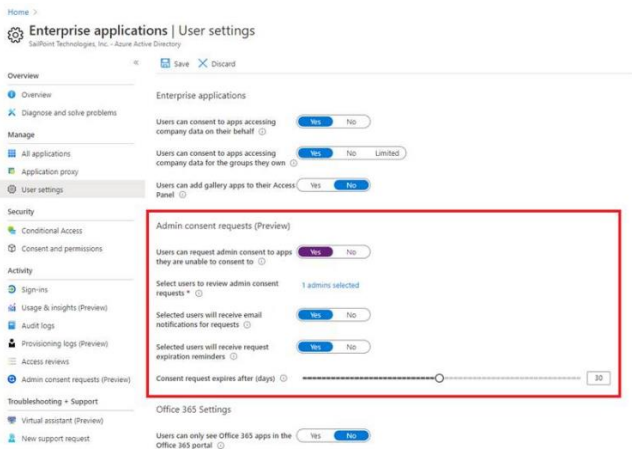 Home >
Enterprise applications | User settings
SailPoint Technologies, Inc. - Azure Active Directory
«
Save Discard
Overview
Overview
Diagnose and solve problems
Manage
All applications
Application proxy
User settings
Security
Conditional Access
Consent and permissions
Activity
Sign-ins
Usage & insights (Preview)
Audit logs
Provisioning logs (Preview)
Access reviews
Admin consent requests (Preview)
Troubleshooting + Support
Virtual assistant (Preview)
New support request
Enterprise applications
Users can consent to apps accessing
company data on their behalf
Yes No
Users can consent to apps accessing
company data for the groups they own
Yes No Limited
Users can add gallery apps to their Access
Panel
Yes No
Admin consent requests (Preview)
Users can request admin consent to apps
they are unable to consent to
Yes No
Select users to review admin consent
requests *
1 admins selected
Selected users will receive email
notifications for requests
Yes No
Selected users will receive request
expiration reminders
Yes No
Consent request expires after (days)
30
Office 365 Settings
Users can only see Office 365 apps in the
Office 365 portal
Yes No